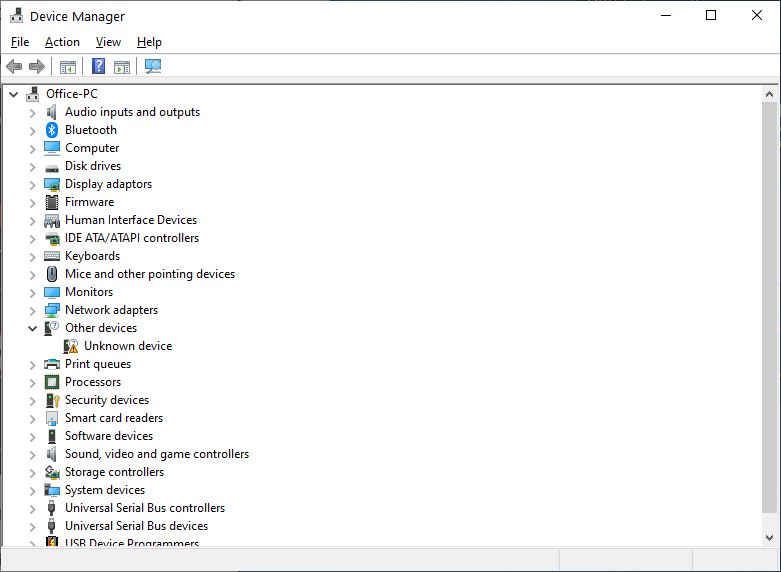 Device Manager
File Action View Help
Office-PC
Audio inputs and outputs
Bluetooth
Computer
Disk drives
Display adaptors
Firmware
Human Interface Devices
IDE ATA/ATAPI controllers
Keyboards
Mice and other pointing devices
Monitors
Network adapters
Other devices
Unknown device
Print queues
Processors
Security devices
Smart card readers
Software devices
Sound, video and game controllers
Storage controllers
System devices
Universal Serial Bus controllers
Universal Serial Bus devices
USB Device Programmers